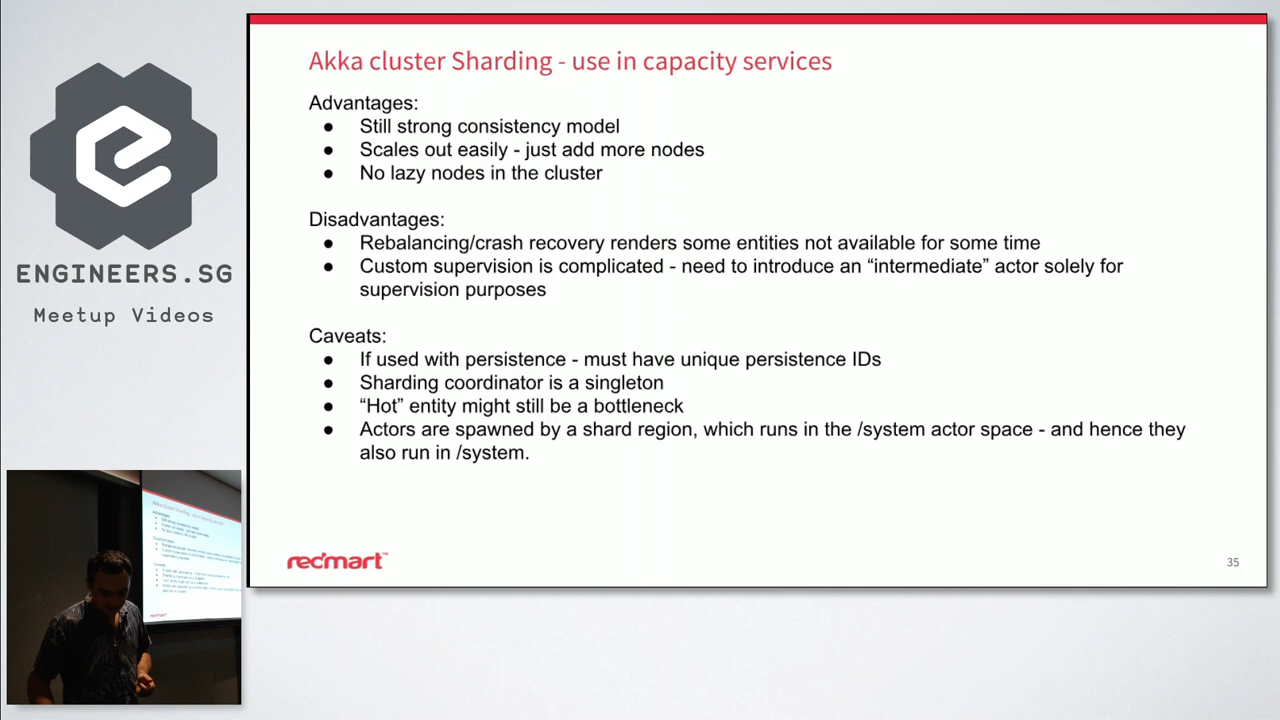 Akka cluster Sharding - use in capacity services
Advantages:
● Still strong consistency model
● Scales out easily - just add more nodes
● No lazy nodes in the cluster
Disadvantages:
● Rebalancing/crash recovery renders some entities not available for some time
● Custom supervision is complicated - need to introduce an “intermediate” actor solely for
supervision purposes
Caveats:
● If used with persistence - must have unique persistence IDs
● Sharding coordinator is a singleton
● “Hot” entity might still be a bottleneck
● Actors are spawned by a shard region, which runs in the /system actor space - and hence they
also run in /system.
redmart™
35
ENGINEERS.SG
Meetup Videos